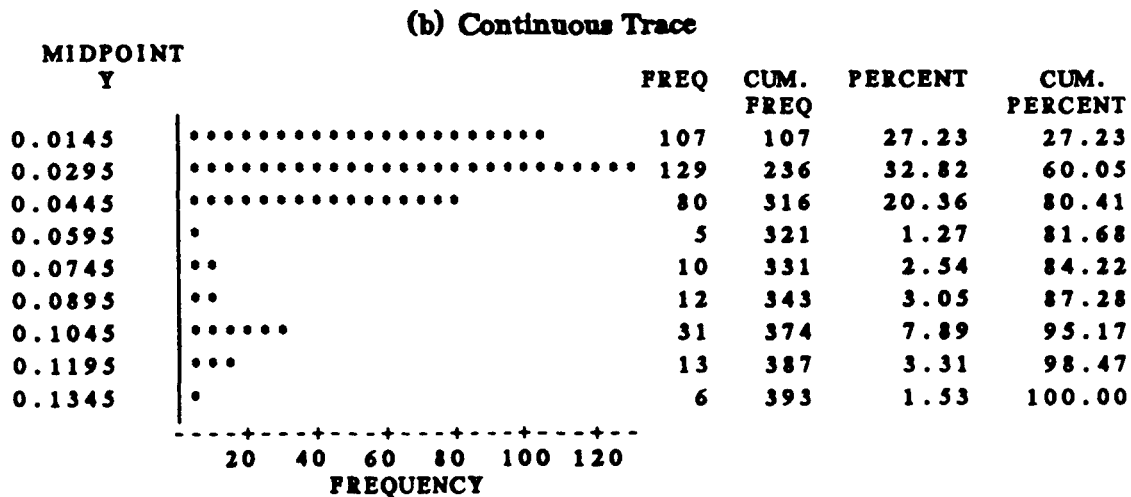 (b) Continuous Trace
MIDPOINT
Y FREQ CUM. PERCENT CUM.
FREQ PERCENT
0.0145 107 107 27.23 27.23
0.0295 129 236 32.82 60.05
0.0445 80 316 20.36 80.41
0.0595 5 321 1.27 81.68
0.0745 10 331 2.54 84.22
0.0895 12 343 3.05 87.28
0.1045 31 374 7.89 95.17
0.1195 13 387 3.31 98.47
0.1345 6 393 1.53 100.00
20 40 60 80 100 120
FREQUENCY